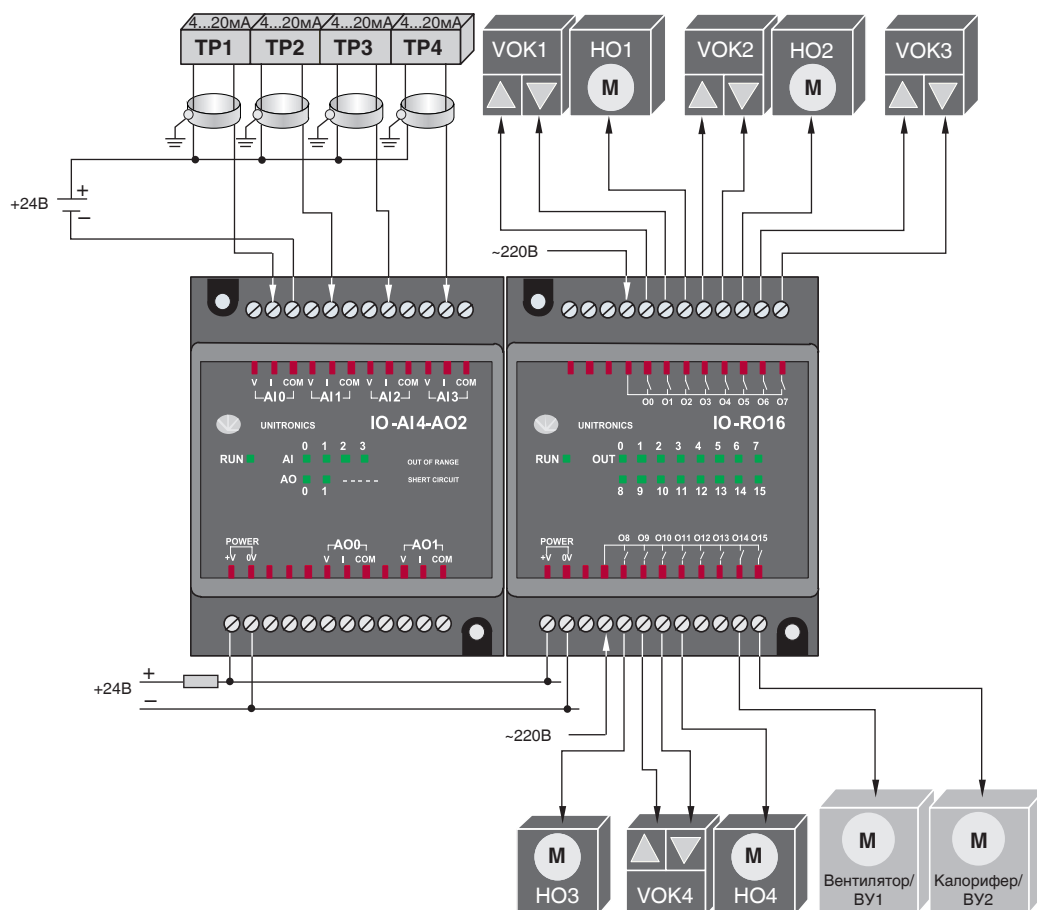 4...20мА 4...20мА 4...20мА 4...20мА
TP1 TP2 TP3 TP4
VOK1 HO1 VOK2 HO2 VOK3
M M
+
+24В
–
~220В
V I COM V I COM V I COM V I COM
AI0 AI1 AI2 AI3
UNITRONICS IO-AI4-AO2
0 1 2 3
RUN AI OUT OF RANGE
AO ----- SHERT CIRCUIT
0 1
POWER AO0 AO1
+V 0V V I COM V I COM
O0 O1 O2 O3 O4 O5 O6 O7
UNITRONICS IO-RO16
0 1 2 3 4 5 6 7
RUN OUT
8 9 10 11 12 13 14 15
POWER O8 O9 O10 O11 O12 O13 O14 O15
+V 0V
+
+24В
–
~220В
M M M M
HO3 VOK4 HO4
Вентилятор/
ВУ1
Калорифер/
ВУ2